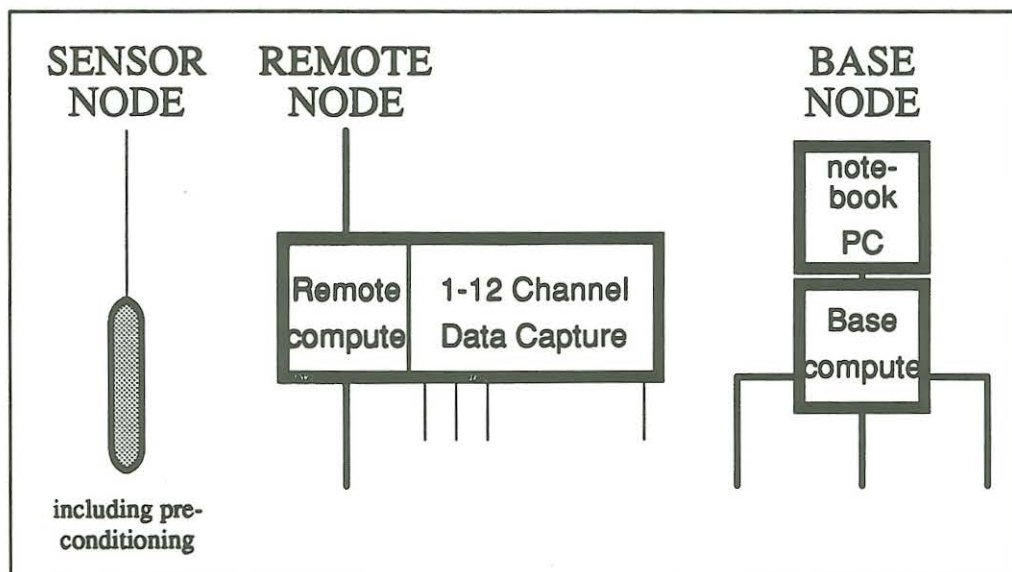 SENSOR
NODE
including pre-
conditioning
REMOTE
NODE
Remote
compute
1-12 Channel
Data Capture
BASE
NODE
note-
book
PC
Base
compute